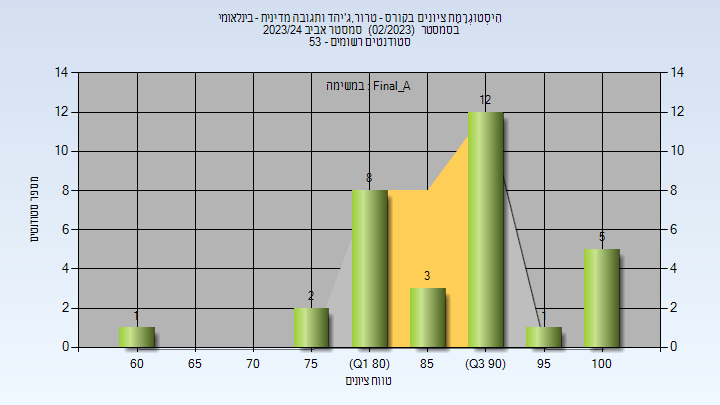 הִיסְטוֹגְרָמַת ציונים בקורס - טרור,ג'יהד ותגובה מדינית - בינלאומי
בסמסטר (02/2023) סמסטר אביב 2023/24
סטודנטים רשומים - 53
במשימה : Final_A
14 14
12 12
10 10
8 8
6 6
4 4
2 2
0 0
1 2 8 3 12 1 5
60 65 70 75 (Q1 80) 85 (Q3 90) 95 100
מספר סטודנטים
טווח ציונים